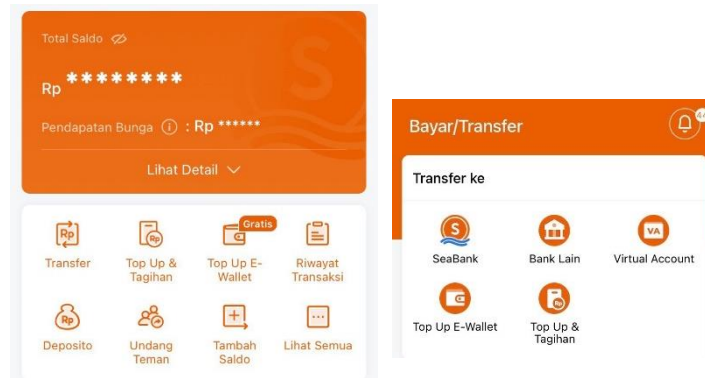 Total Saldo
Rp ********
Pendapatan Bunga i : Rp ******
Lihat Detail
Gratis
Transfer
Top Up &
Tagihan
Top Up E-
Wallet
Riwayat
Transaksi
Deposito
Undang
Teman
Tambah
Saldo
Lihat Semua
Bayar/Transfer
44
Transfer ke
SeaBank
Bank Lain
VA
Virtual Account
Top Up E-Wallet
Top Up &
Tagihan